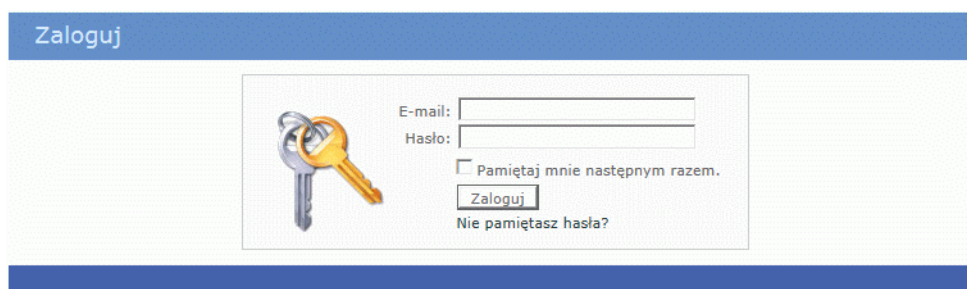 Zaloguj
E-mail:
Hasło:
Pamiętaj mnie następnym razem.
Zaloguj
Nie pamiętasz hasła?